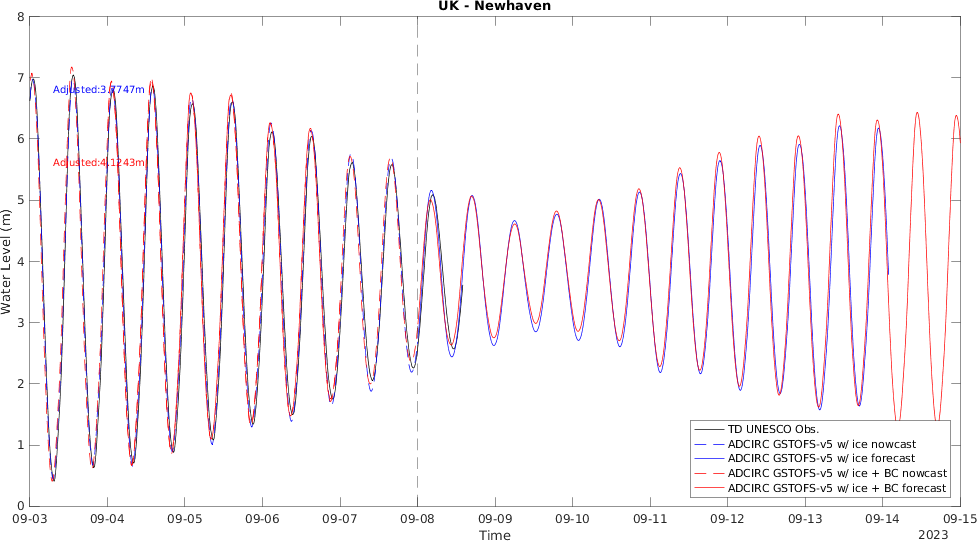 UK - Newhaven
8
7
6
5
4
3
2
1
0
Water Level (m)
Adjusted:3.7747m
Adjusted:4.1243m
TD UNESCO Obs.
ADCIRC GSTOFS-v5 w/ ice nowcast
ADCIRC GSTOFS-v5 w/ ice forecast
ADCIRC GSTOFS-v5 w/ ice + BC nowcast
ADCIRC GSTOFS-v5 w/ ice + BC forecast
09-03 09-04 09-05 09-06 09-07 09-08 09-09 09-10 09-11 09-12 09-13 09-14 09-15
Time
2023